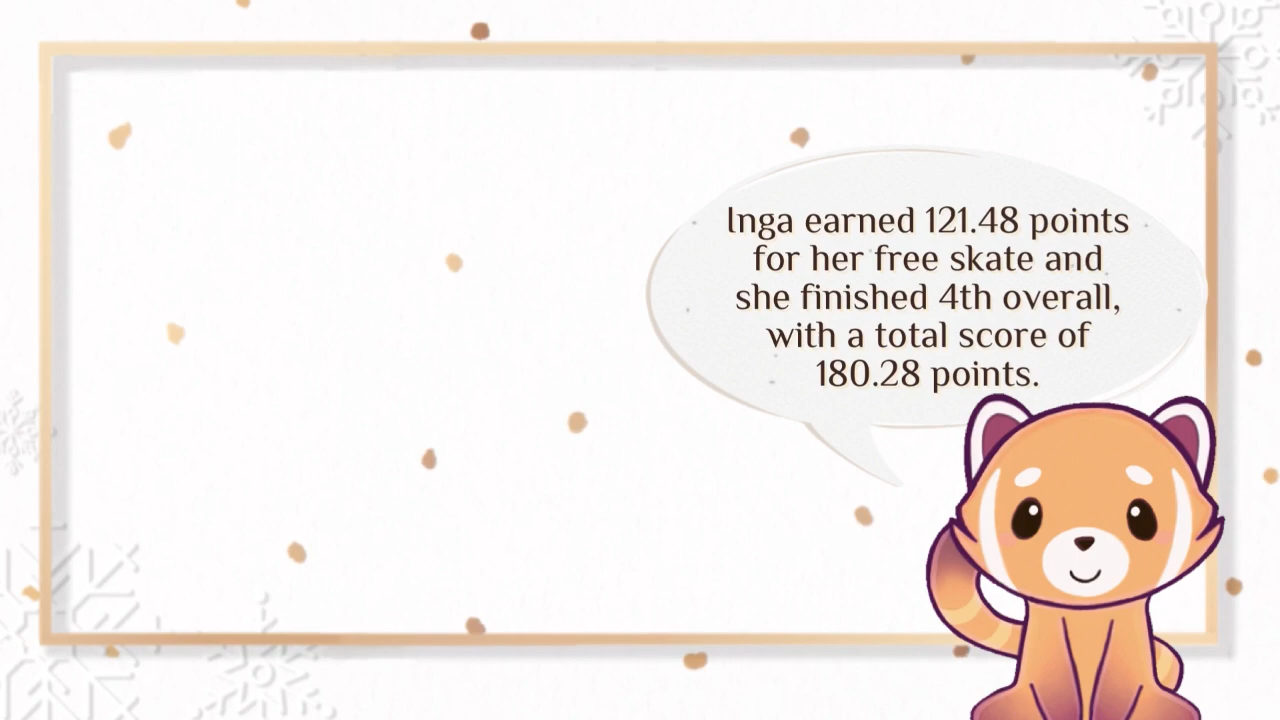 Inga earned 121.48 points
for her free skate and
she finished 4th overall,
with a total score of
180.28 points.